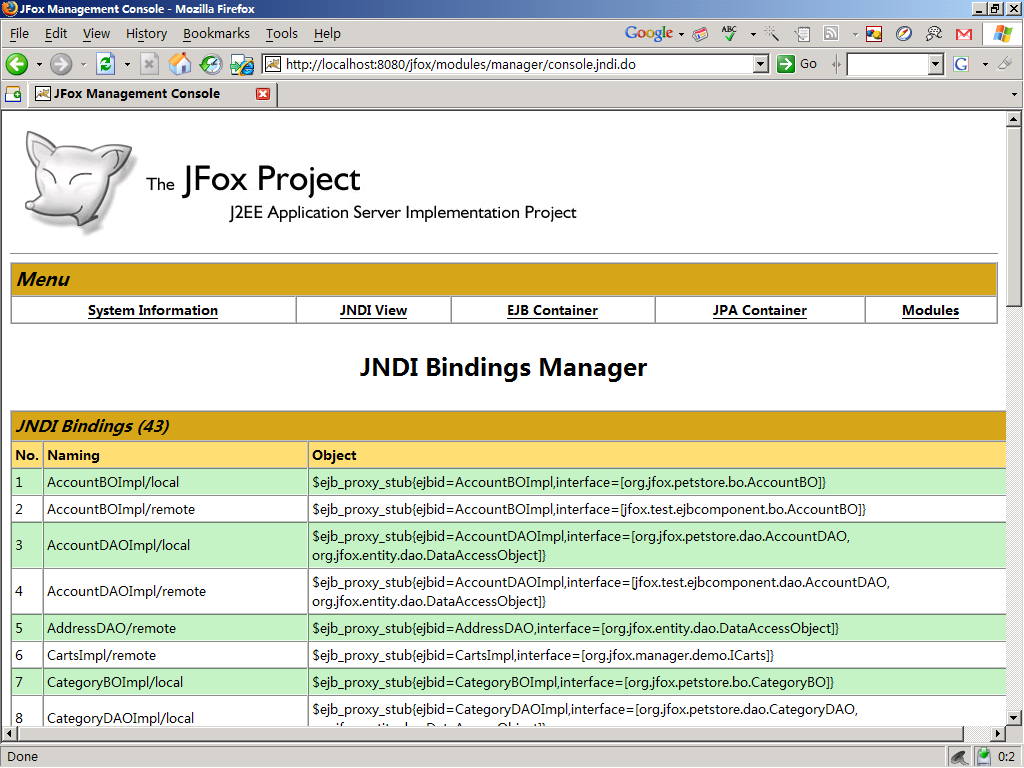 JFox Management Console - Mozilla Firefox
File Edit View History Bookmarks Tools Help
Google
ABC
http://localhost:8080/jfox/modules/manager/console.jndi.do
Go
G
JFox Management Console
The JFox Project
J2EE Application Server Implementation Project
Menu
System Information JNDI View EJB Container JPA Container Modules
JNDI Bindings Manager
JNDI Bindings (43)
No. Naming Object
1 AccountBOImpl/local $ejb_proxy_stub{ejbid=AccountBOImpl,interface=[org.jfox.petstore.bo.AccountBO]}
2 AccountBOImpl/remote $ejb_proxy_stub{ejbid=AccountBOImpl,interface=[jfox.test.ejbcomponent.bo.AccountBO]}
3 AccountDAOImpl/local $ejb_proxy_stub{ejbid=AccountDAOImpl,interface=[org.jfox.petstore.dao.AccountDAO,
org.jfox.entity.dao.DataAccessObject]}
4 AccountDAOImpl/remote $ejb_proxy_stub{ejbid=AccountDAOImpl,interface=[jfox.test.ejbcomponent.dao.AccountDAO,
org.jfox.entity.dao.DataAccessObject]}
5 AddressDAO/remote $ejb_proxy_stub{ejbid=AddressDAO,interface=[org.jfox.entity.dao.DataAccessObject]}
6 CartsImpl/remote $ejb_proxy_stub{ejbid=CartsImpl,interface=[org.jfox.manager.demo.ICarts]}
7 CategoryBOImpl/local $ejb_proxy_stub{ejbid=CategoryBOImpl,interface=[org.jfox.petstore.bo.CategoryBO]}
8 CategoryDAOImpl/local $ejb_proxy_stub{ejbid=CategoryDAOImpl,interface=[org.jfox.petstore.dao.CategoryDAO,
Done
0:2